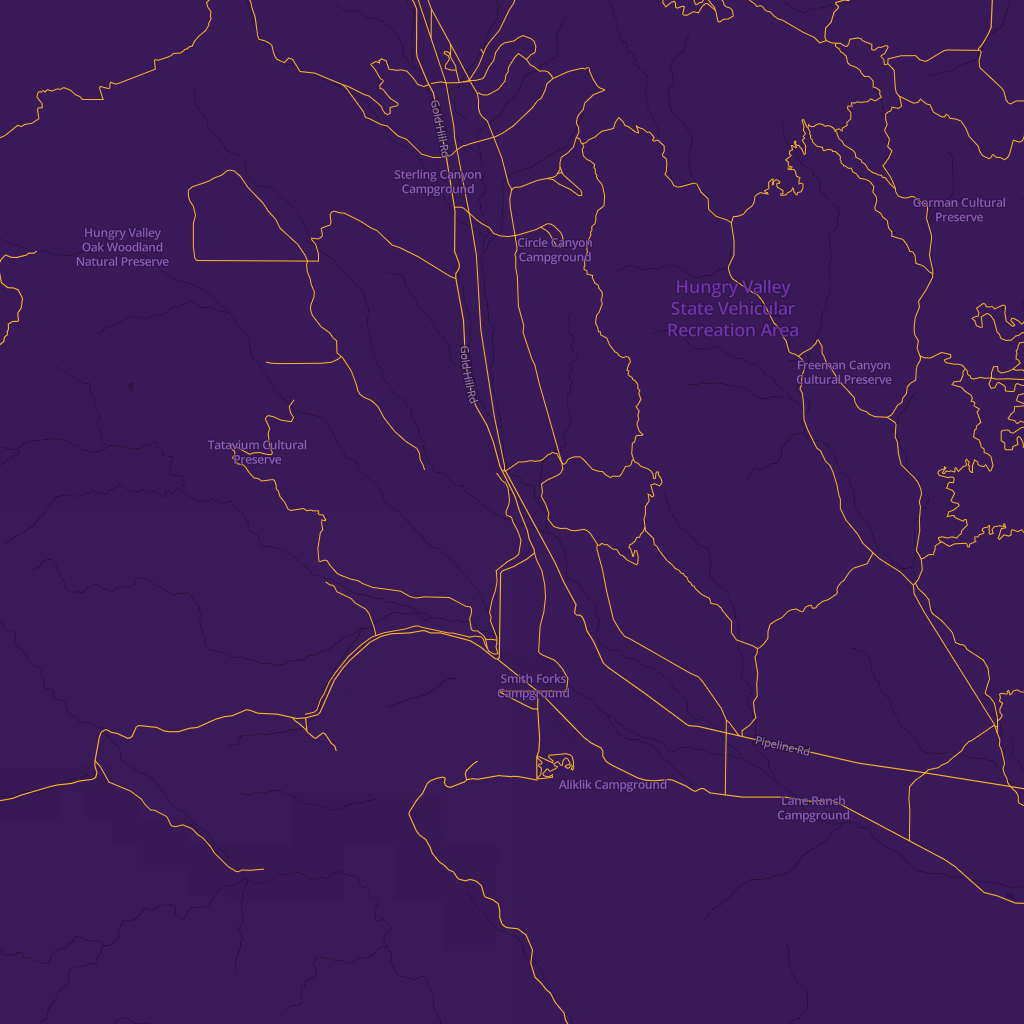 Gold Hill Rd
Sterling Canyon
Campground
Gorman Cultural
Preserve
Hungry Valley
Oak Woodland
Natural Preserve
Circle Canyon
Campground
Hungry Valley
State Vehicular
Recreation Area
Gold Hill Rd
Freeman Canyon
Cultural Preserve
Tatavium Cultural
Preserve
Smith Forks
Campground
Pipeline Rd
Aliklik Campground
Lane Ranch
Campground